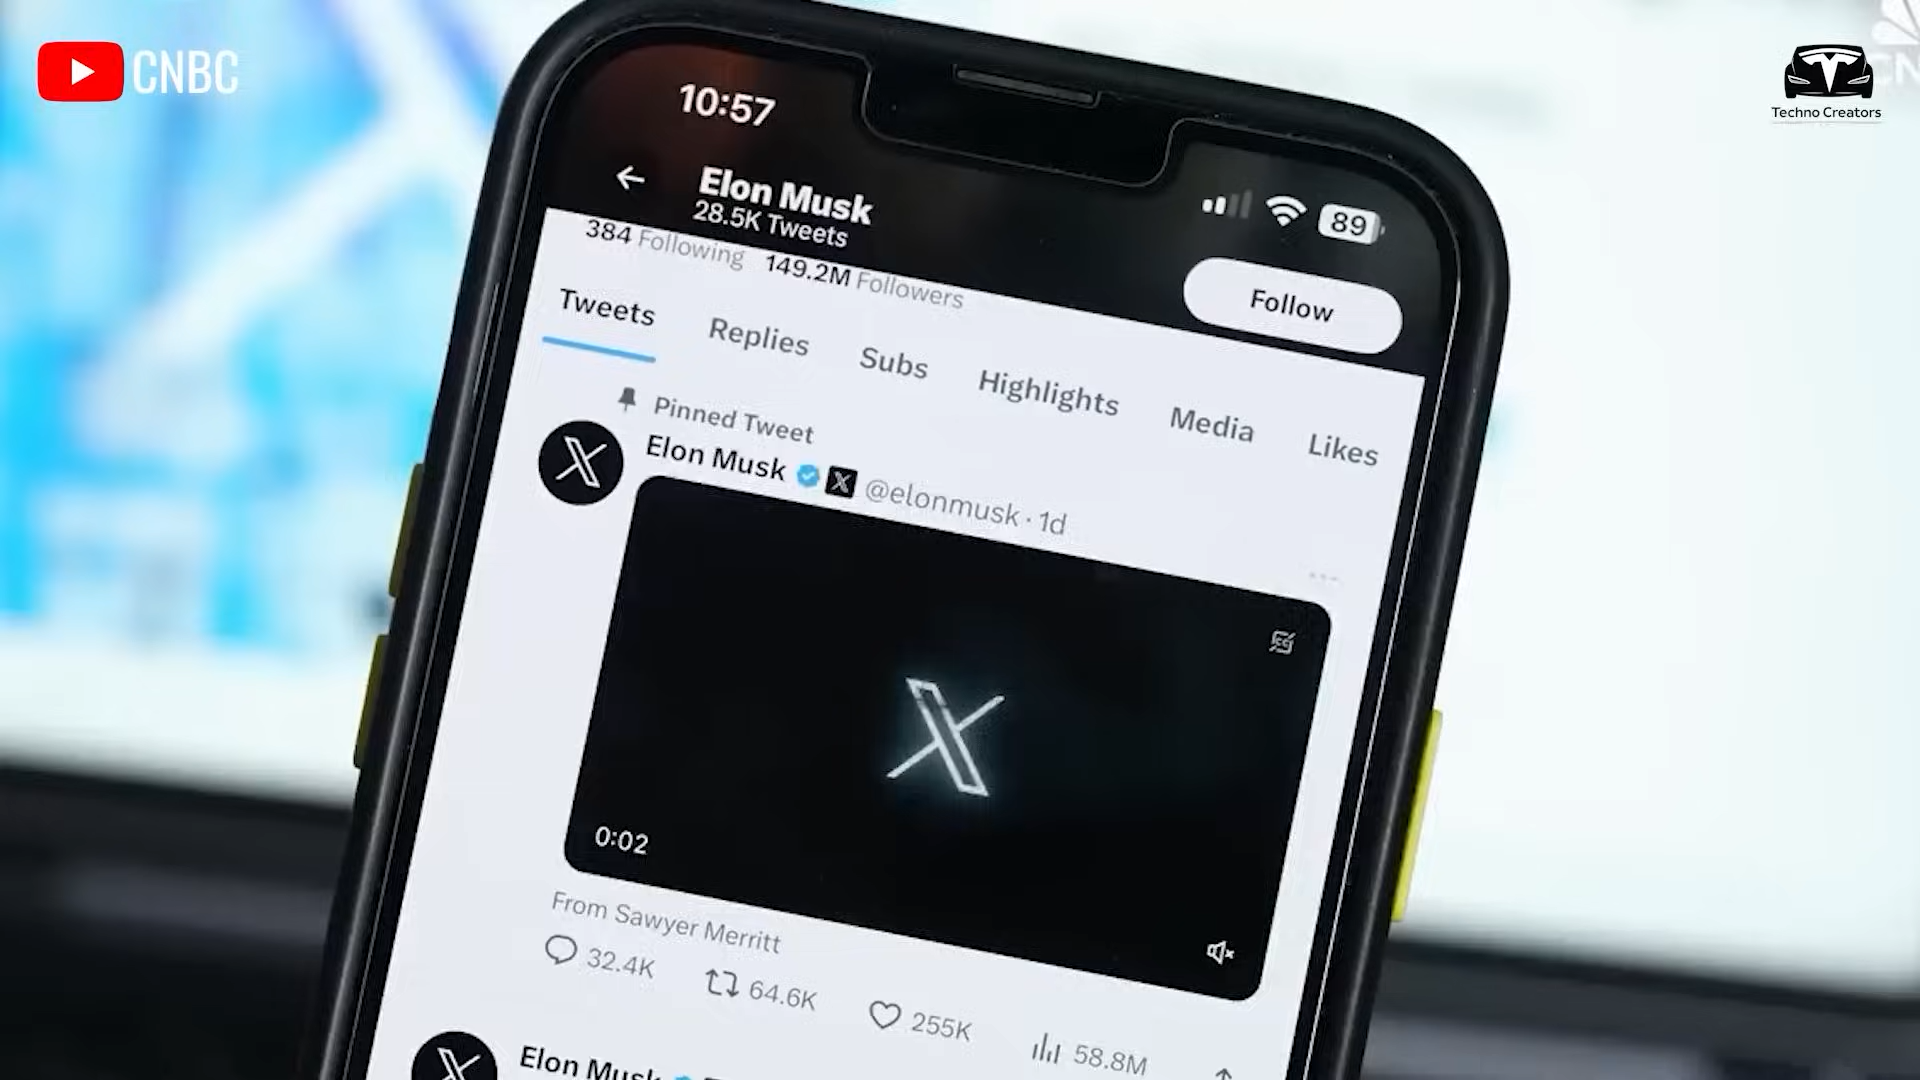 CNBC
Techno Creators
10:57
89
Elon Musk
28.5K Tweets
384 Following 149.2M Followers
Follow
Tweets Replies Subs Highlights Media Likes
Pinned Tweet
Elon Musk @elonmusk · 1d
0:02
From Sawyer Merritt
32.4K 64.6K 255K 58.8M
Elon Musk